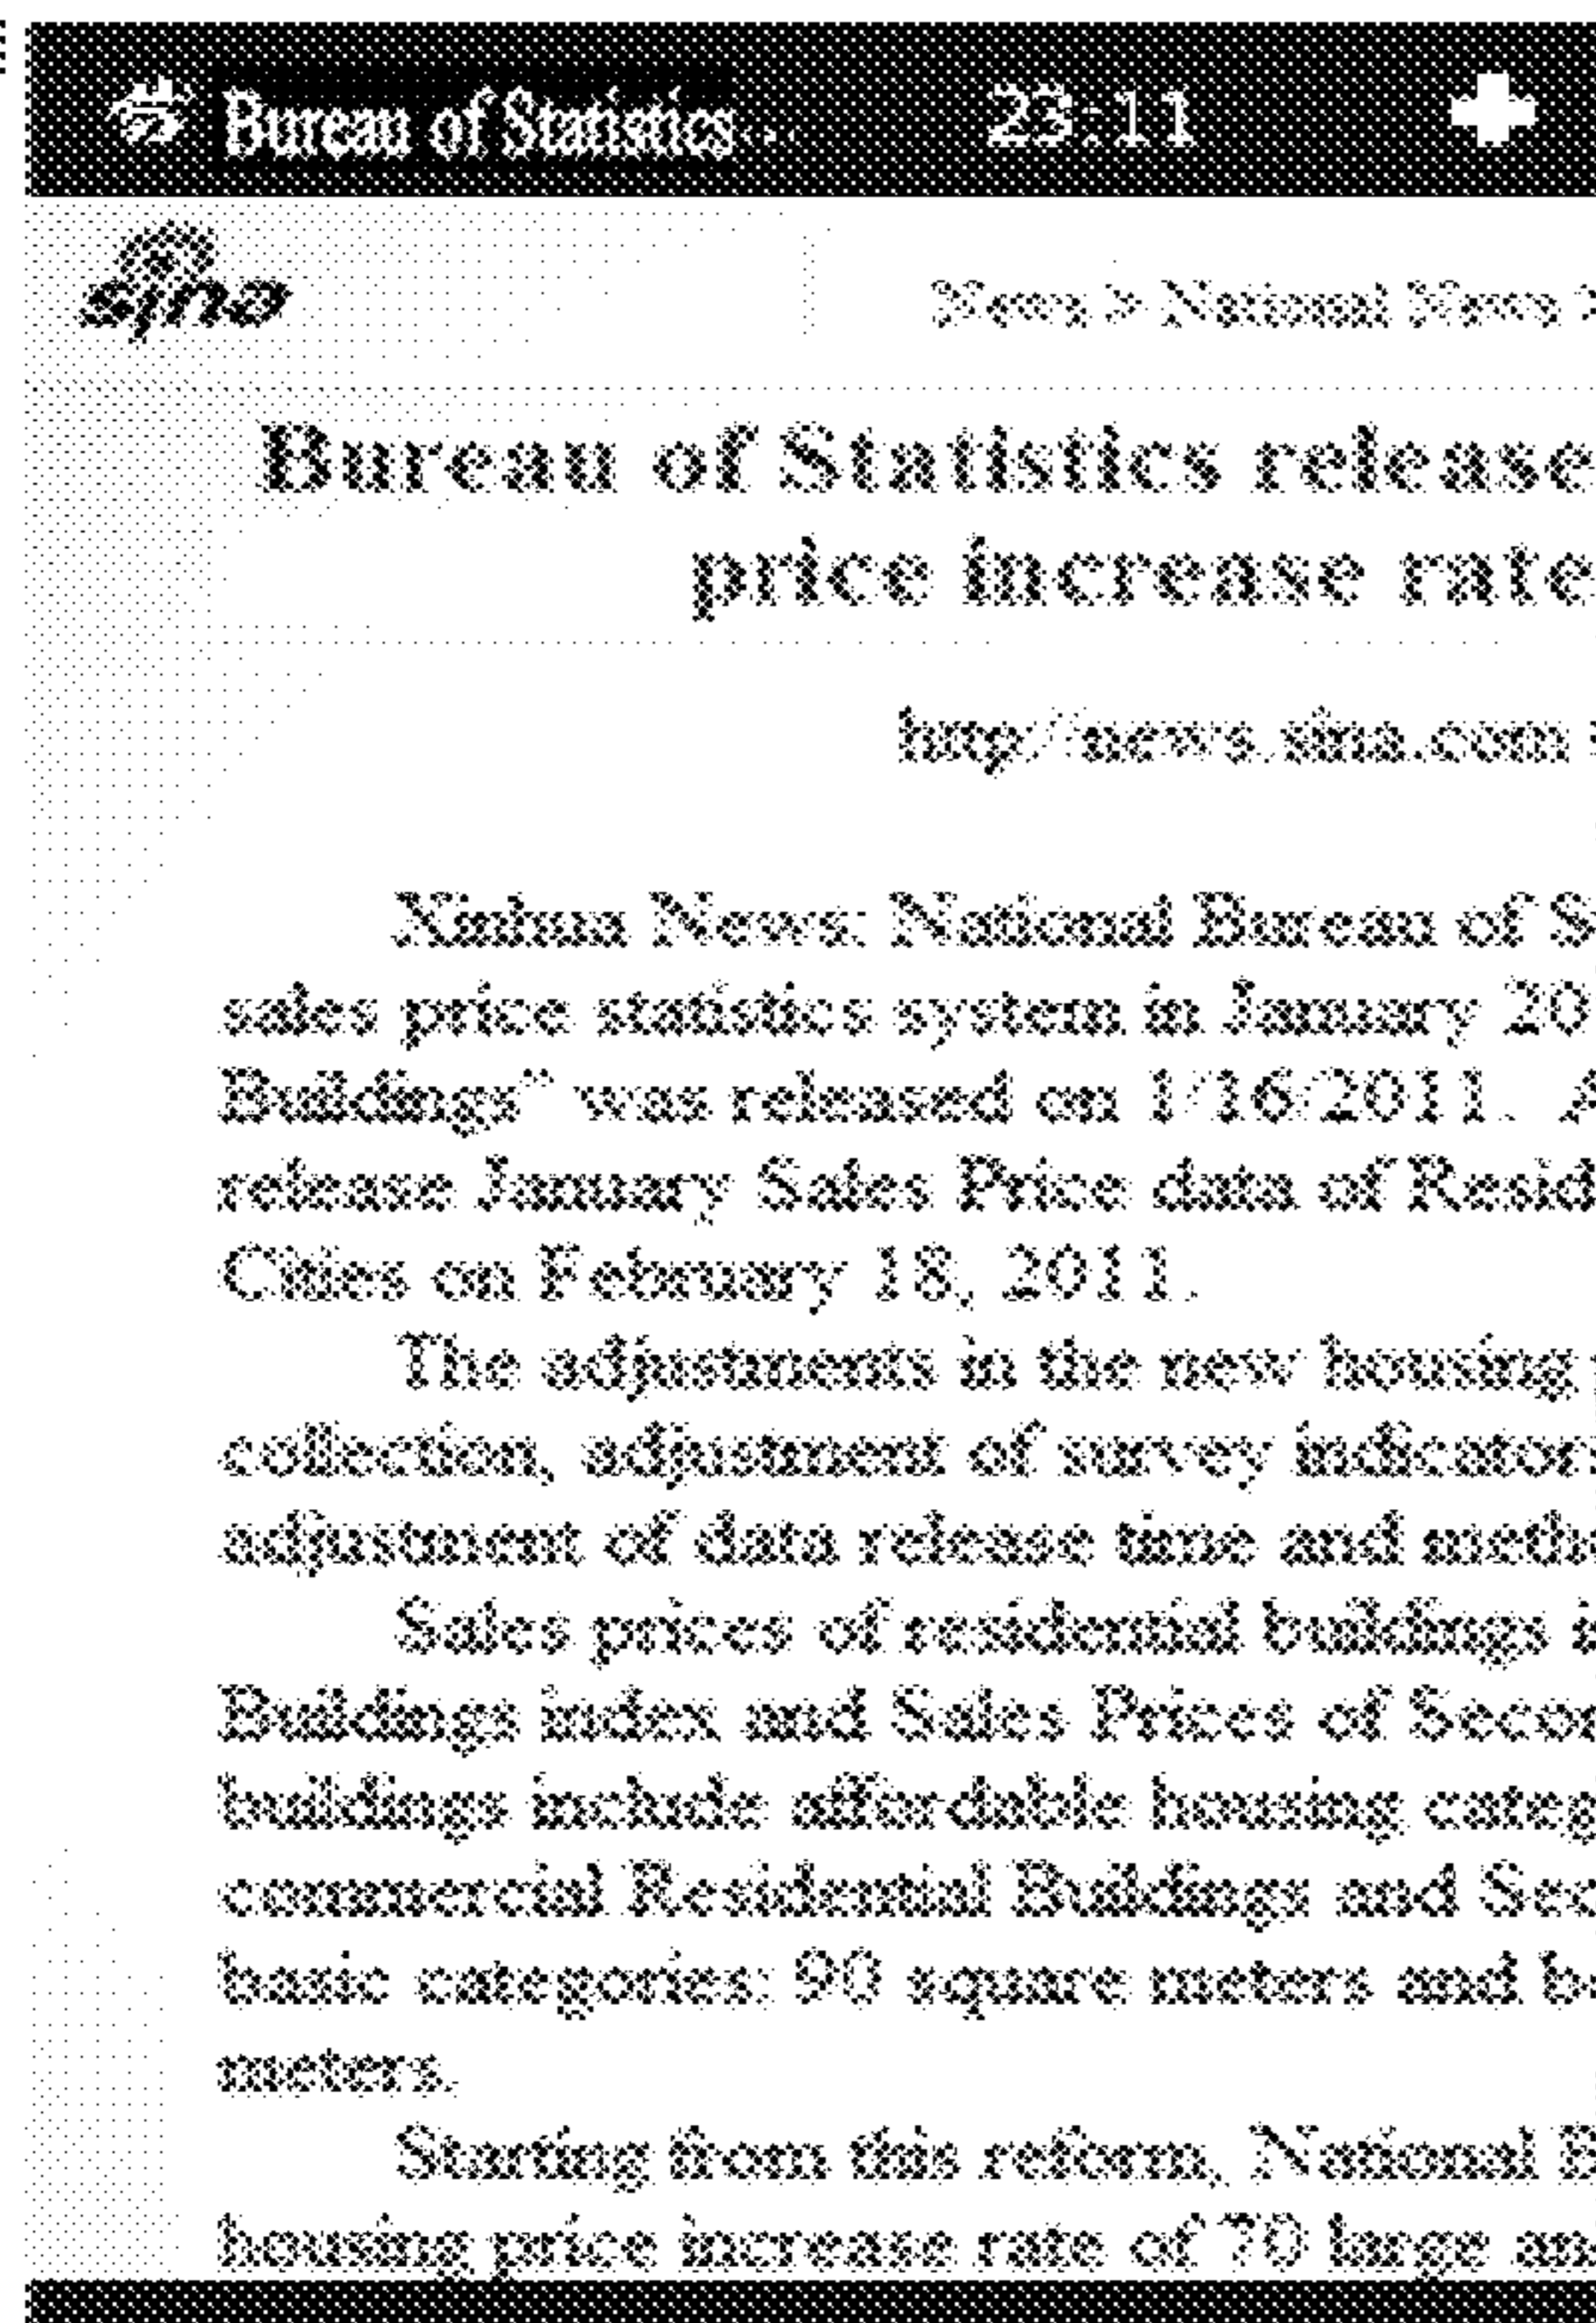 Bureau of Statistics... 23:11
sina
News > National News >
Bureau of Statistics release
price increase rate
http://news.sina.com
Xinhua News: National Bureau of S
sales price statistics system in January 20
Buildings" was released on 1/16/2011. A
release January Sales Price data of Resid
Cities on February 18, 2011.
The adjustments in the new housing
collection, adjustment of survey indicators
adjustment of data release time and metho
Sales prices of residential buildings i
Buildings index and Sales Prices of Secon
buildings include affordable housing categ
commercial Residential Buildings and Sec
basic categories: 90 square meters and be
meters.
Starting from this reform, National B
housing price increase rate of 70 large an